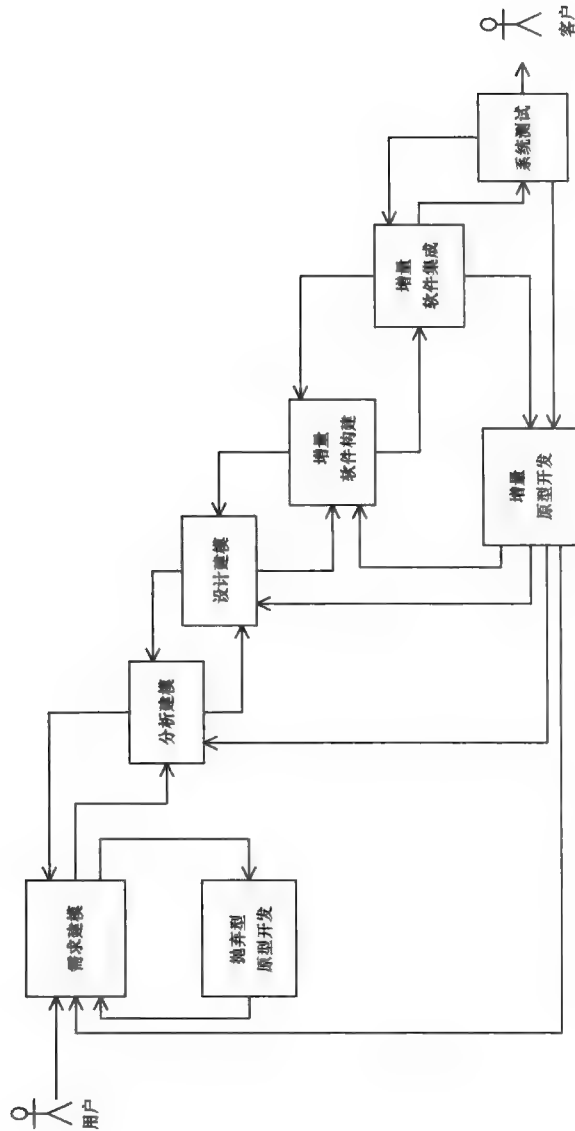 用户
需求建模
抛弃型
原型开发
分析建模
设计建模
增量
软件构建
增量
软件集成
增量
原型开发
系统测试
客户